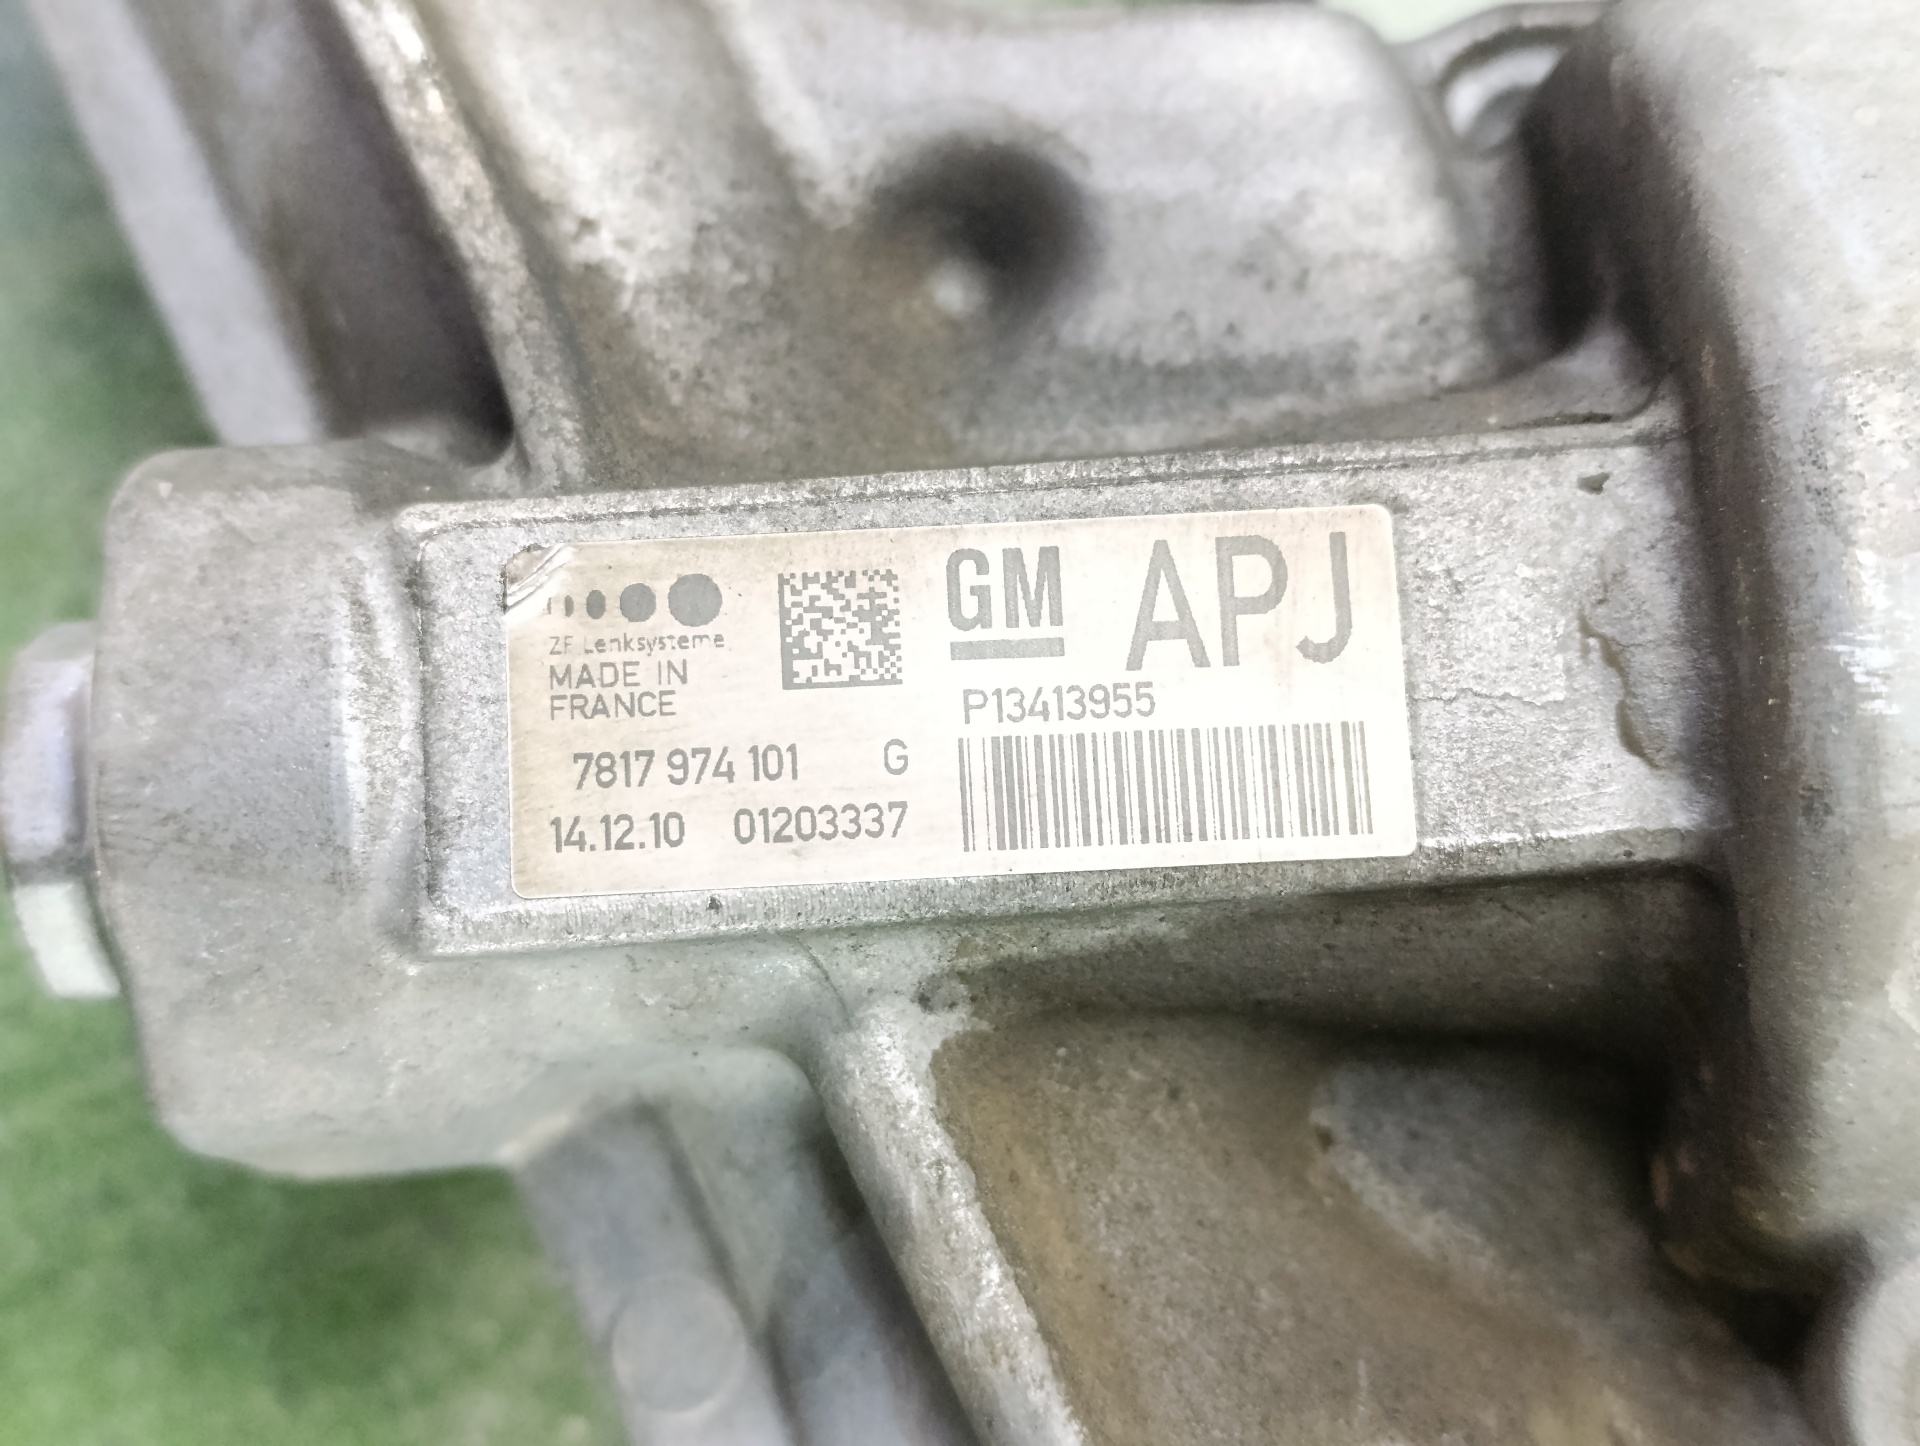 ZF Lenksysteme
MADE IN
FRANCE
7817 974 101 G
14.12.10 01203337
GM APJ
P13413955